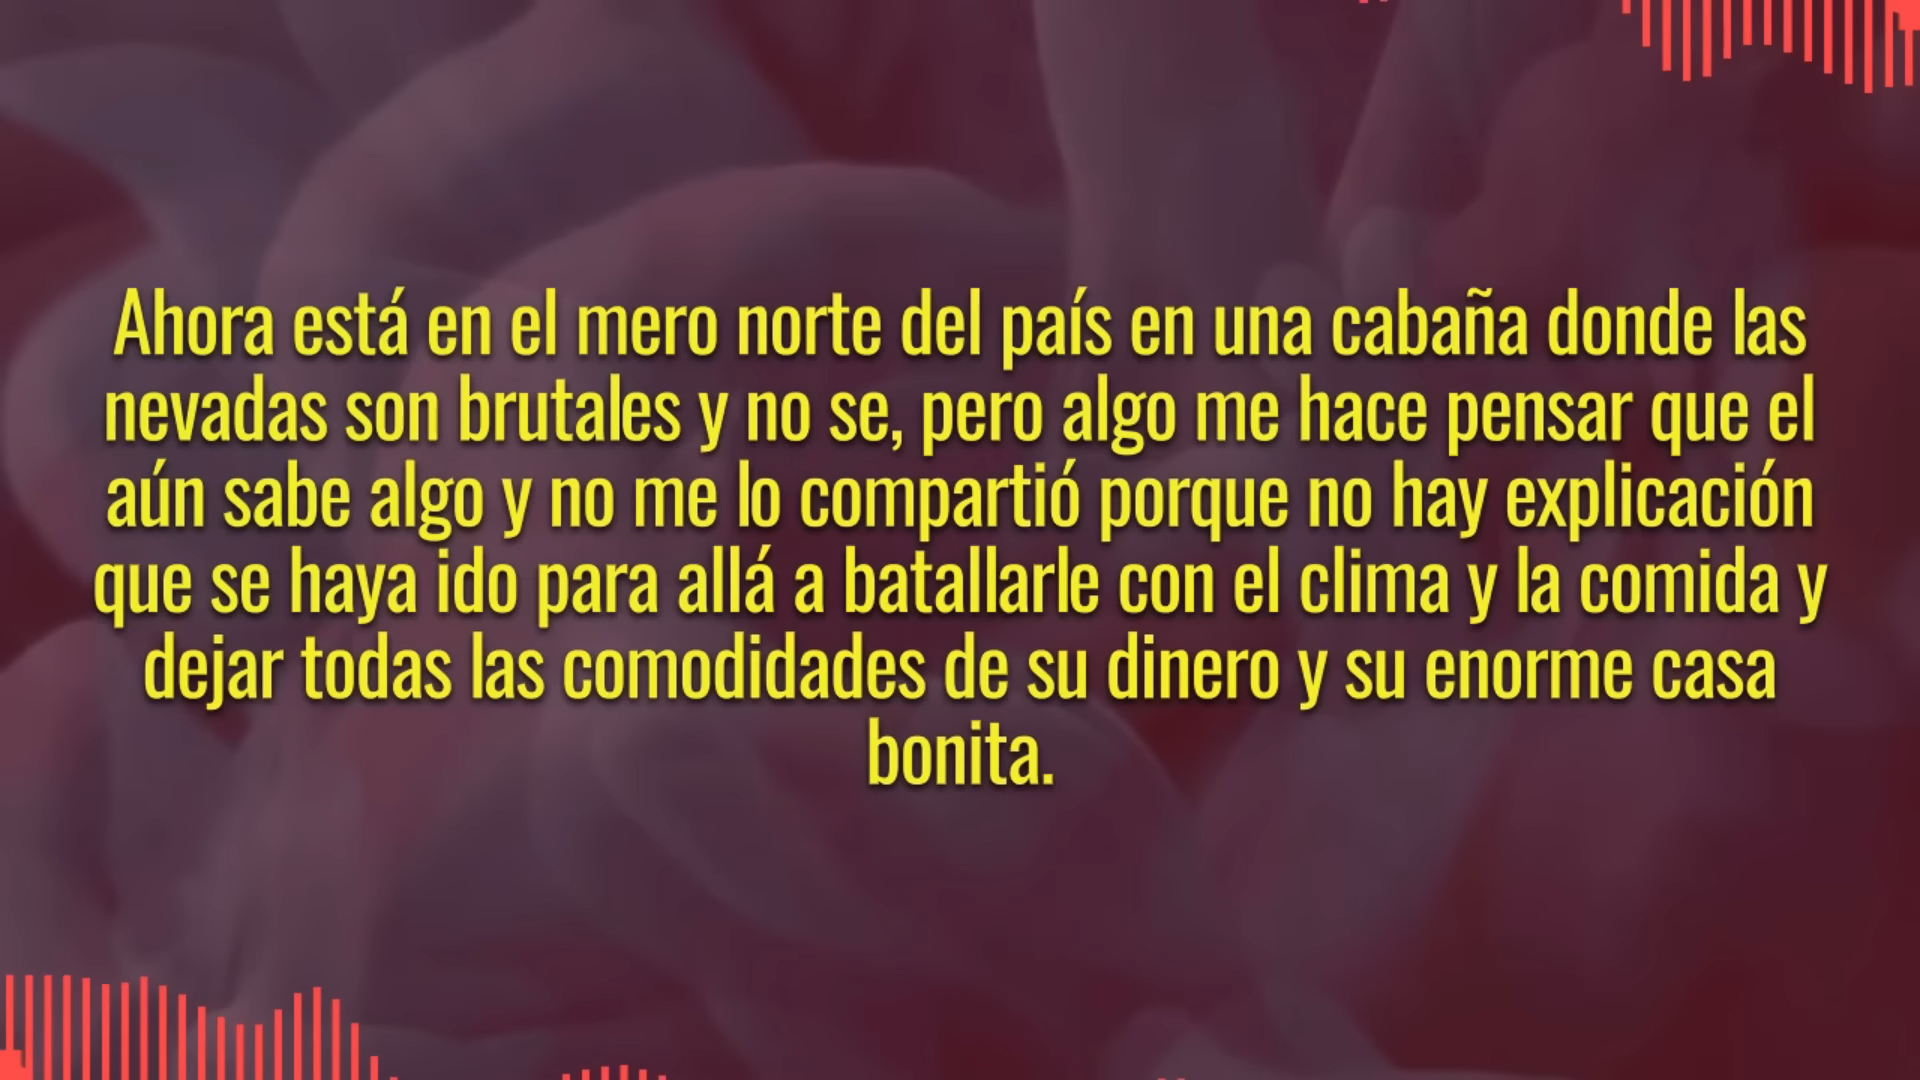 Ahora está en el mero norte del país en una cabaña donde las
nevadas son brutales y no se, pero algo me hace pensar que el
aún sabe algo y no me lo compartió porque no hay explicación
que se haya ido para allá a batallarle con el clima y la comida y
dejar todas las comodidades de su dinero y su enorme casa
bonita.